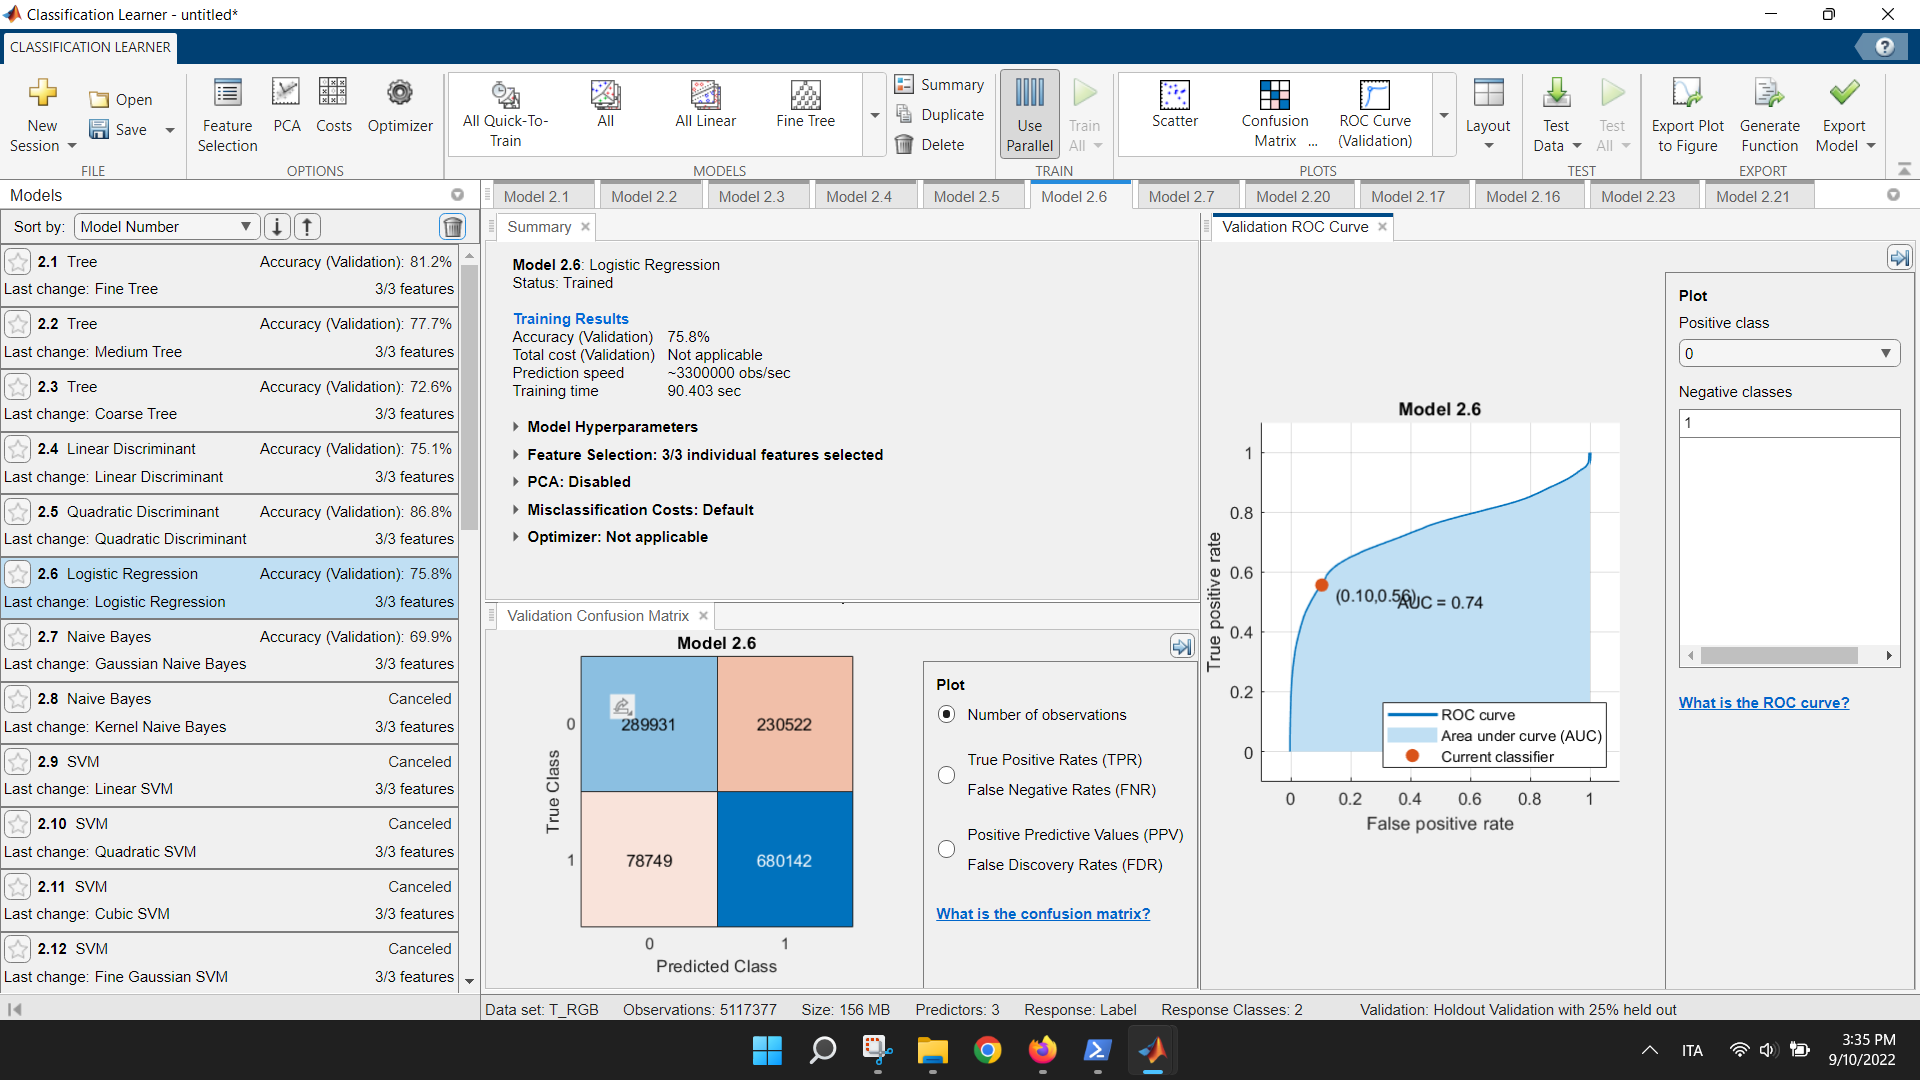 Classification Learner - untitled*
CLASSIFICATION LEARNER
?
New Session
Open
Save
FILE
Feature Selection
PCA
Costs
Optimizer
OPTIONS
All Quick-To-Train
All
All Linear
Fine Tree
MODELS
Summary
Duplicate
Delete
Use Parallel
Train All
TRAIN
Scatter
Confusion Matrix ...
ROC Curve (Validation)
PLOTS
Layout
Test Data
Test All
TEST
Export Plot to Figure
Generate Function
Export Model
EXPORT
Models
Sort by: Model Number
2.1 Tree Accuracy (Validation): 81.2%
Last change: Fine Tree 3/3 features
2.2 Tree Accuracy (Validation): 77.7%
Last change: Medium Tree 3/3 features
2.3 Tree Accuracy (Validation): 72.6%
Last change: Coarse Tree 3/3 features
2.4 Linear Discriminant Accuracy (Validation): 75.1%
Last change: Linear Discriminant 3/3 features
2.5 Quadratic Discriminant Accuracy (Validation): 86.8%
Last change: Quadratic Discriminant 3/3 features
2.6 Logistic Regression Accuracy (Validation): 75.8%
Last change: Logistic Regression 3/3 features
2.7 Naive Bayes Accuracy (Validation): 69.9%
Last change: Gaussian Naive Bayes 3/3 features
2.8 Naive Bayes Canceled
Last change: Kernel Naive Bayes 3/3 features
2.9 SVM Canceled
Last change: Linear SVM 3/3 features
2.10 SVM Canceled
Last change: Quadratic SVM 3/3 features
2.11 SVM Canceled
Last change: Cubic SVM 3/3 features
2.12 SVM Canceled
Last change: Fine Gaussian SVM 3/3 features
Model 2.1 Model 2.2 Model 2.3 Model 2.4 Model 2.5 Model 2.6 Model 2.7 Model 2.20 Model 2.17 Model 2.16 Model 2.23 Model 2.21
Summary
Model 2.6: Logistic Regression
Status: Trained
Training Results
Accuracy (Validation) 75.8%
Total cost (Validation) Not applicable
Prediction speed ~3300000 obs/sec
Training time 90.403 sec
Model Hyperparameters
Feature Selection: 3/3 individual features selected
PCA: Disabled
Misclassification Costs: Default
Optimizer: Not applicable
Validation Confusion Matrix
Model 2.6
0 289931 230522
1 78749 680142
0 1
True Class
Predicted Class
Plot
Number of observations
True Positive Rates (TPR)
False Negative Rates (FNR)
Positive Predictive Values (PPV)
False Discovery Rates (FDR)
What is the confusion matrix?
Validation ROC Curve
Model 2.6
1
0.8
0.6
0.4
0.2
0
True positive rate
(0.10,0.56)
AUC = 0.74
ROC curve
Area under curve (AUC)
Current classifier
0 0.2 0.4 0.6 0.8 1
False positive rate
Plot
Positive class
0
Negative classes
1
What is the ROC curve?
Data set: T_RGB Observations: 5117377 Size: 156 MB Predictors: 3 Response: Label Response Classes: 2 Validation: Holdout Validation with 25% held out
ITA
3:35 PM
9/10/2022